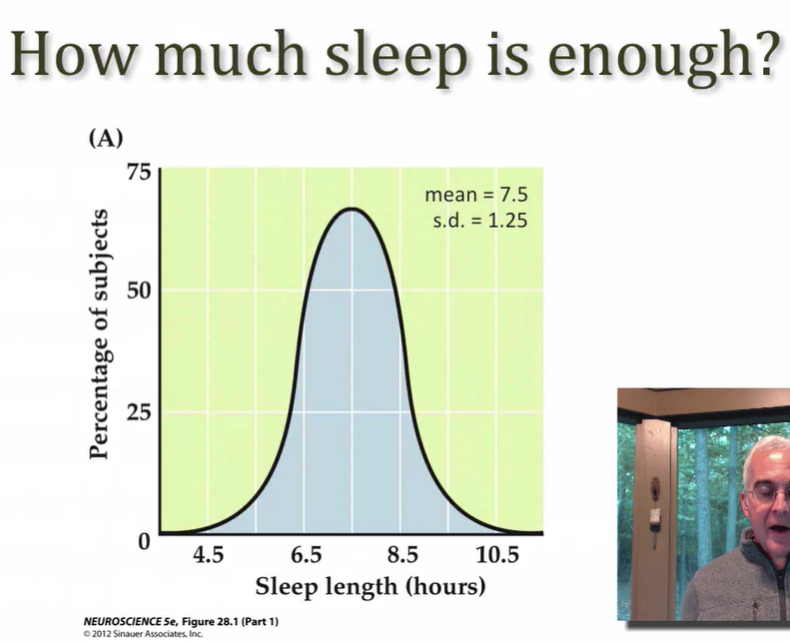 How much sleep is enough?
(A)
75
mean = 7.5
s.d. = 1.25
50
25
0
Percentage of subjects
4.5 6.5 8.5 10.5
Sleep length (hours)
NEUROSCIENCE 5e, Figure 28.1 (Part 1)
© 2012 Sinauer Associates, Inc.